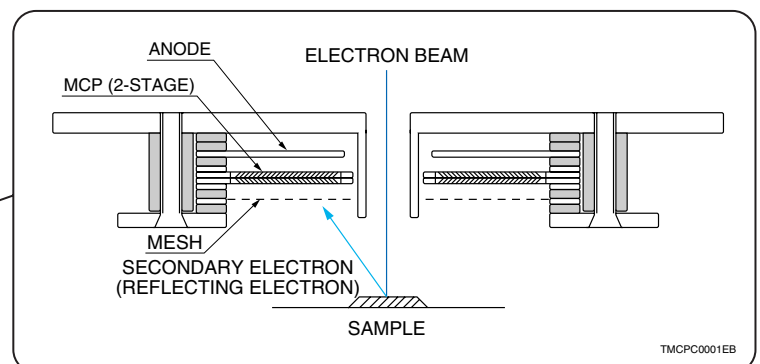 ANODE
ELECTRON BEAM
MCP (2-STAGE)
MESH
SECONDARY ELECTRON
(REFLECTING ELECTRON)
SAMPLE
TMCPC0001EB